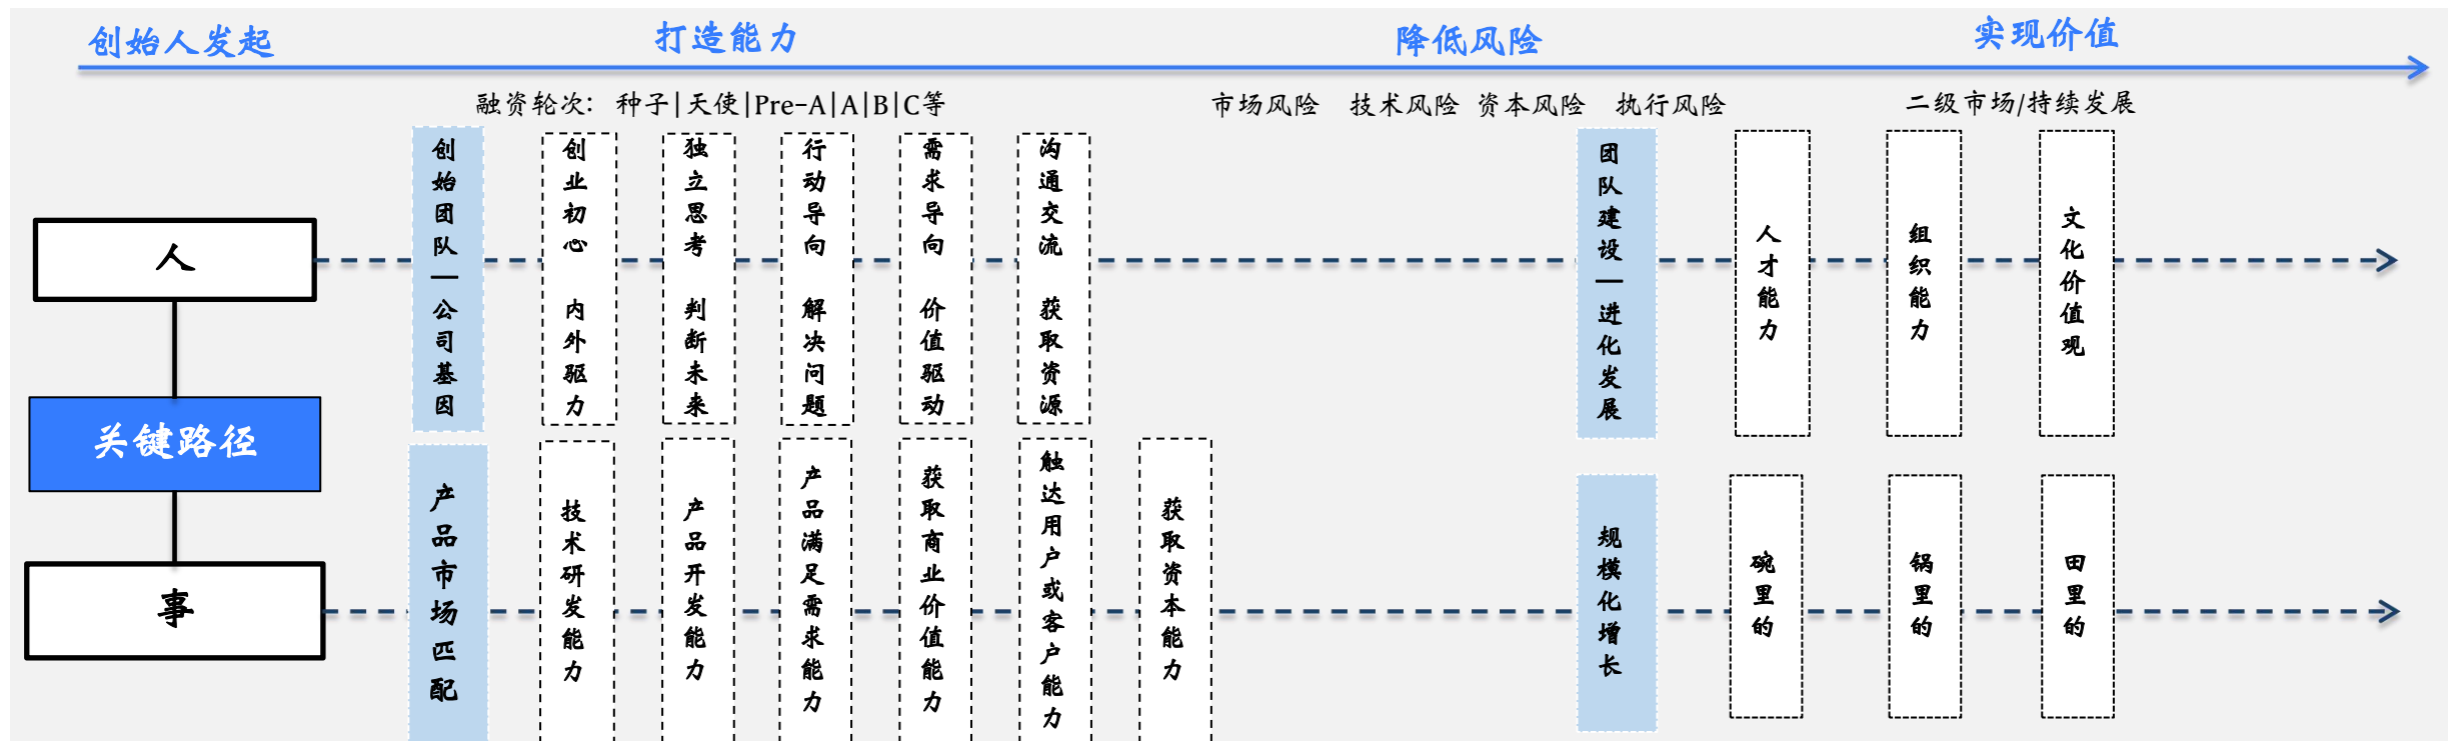 创始人发起
打造能力
降低风险
实现价值
融资轮次: 种子|天使|Pre-A|A|B|C等
市场风险 技术风险 资本风险 执行风险
二级市场/持续发展
人
创始团队—公司基因
创业初心 内外驱力
独立思考 判断未来
行动导向 解决问题
需求导向 价值驱动
沟通交流 获取资源
团队建设—进化发展
人才能力
组织能力
文化价值观
关键路径
事
产品市场匹配
技术研发能力
产品开发能力
产品满足需求能力
获取商业价值能力
触达用户或客户能力
获取资本能力
规模化增长
碗里的
锅里的
田里的